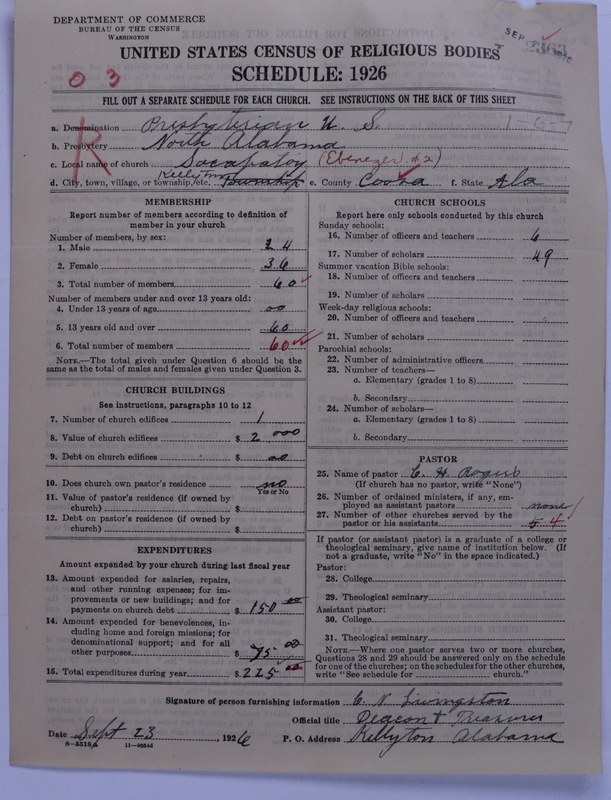 DEPARTMENT OF COMMERCE
BUREAU OF THE CENSUS
WASHINGTON
SEP
UNITED STATES CENSUS OF RELIGIOUS BODIES
SCHEDULE: 1926
0 3
FILL OUT A SEPARATE SCHEDULE FOR EACH CHURCH. SEE INSTRUCTIONS ON THE BACK OF THIS SHEET
R
a. Denomination Presbyterian U. S.
b. Presbytery North Alabama
c. Local name of church Socapatoy (Ebenezer #2)
d. City, town, village, or township, etc. Kellyton Township e. County Coosa f. State Ala
MEMBERSHIP
Report number of members according to definition of
member in your church
Number of members, by sex:
1. Male 24
2. Female 36
3. Total number of members 60
Number of members under and over 13 years old:
4. Under 13 years of age 00
5. 13 years old and over 60
6. Total number of members 60
NOTE.—The total given under Question 6 should be the
same as the total of males and females given under Question 3.
CHURCH BUILDINGS
See instructions, paragraphs 10 to 12
7. Number of church edifices 1
8. Value of church edifices $ 2000
9. Debt on church edifices $ 00
10. Does church own pastor's residence no
Yes or No
11. Value of pastor's residence (if owned by
church) $
12. Debt on pastor's residence (if owned by
church) $
EXPENDITURES
Amount expended by your church during last fiscal year
13. Amount expended for salaries, repairs,
and other running expenses; for im-
provements or new buildings; and for
payments on church debt $ 150 00
14. Amount expended for benevolences, in-
cluding home and foreign missions; for
denominational support; and for all
other purposes $ 75 00
15. Total expenditures during year $ 225 00
CHURCH SCHOOLS
Report here only schools conducted by this church
Sunday schools:
16. Number of officers and teachers 6
17. Number of scholars 49
Summer vacation Bible schools:
18. Number of officers and teachers
19. Number of scholars
Week-day religious schools:
20. Number of officers and teachers
21. Number of scholars
Parochial schools:
22. Number of administrative officers
23. Number of teachers—
a. Elementary (grades 1 to 8)
b. Secondary
24. Number of scholars—
a. Elementary (grades 1 to 8)
b. Secondary
PASTOR
25. Name of pastor C. H. Rogers
(If church has no pastor, write "None")
26. Number of ordained ministers, if any, em-
ployed as assistant pastors none
27. Number of other churches served by the
pastor or his assistants 5 4
If pastor (or assistant pastor) is a graduate of a college or
theological seminary, give name of institution below. (If
not a graduate, write "No" in the space indicated.)
Pastor:
28. College
29. Theological seminary
Assistant pastor:
30. College
31. Theological seminary
NOTE.—Where one pastor serves two or more churches,
Questions 28 and 29 should be answered only on the schedule
for one of the churches; on the schedules for the other churches,
write "See schedule for church."
Signature of person furnishing information C. N. Livingston
Official title Deacon & Treasurer
Date Sept 23, 1926 P. O. Address Kellyton Alabama